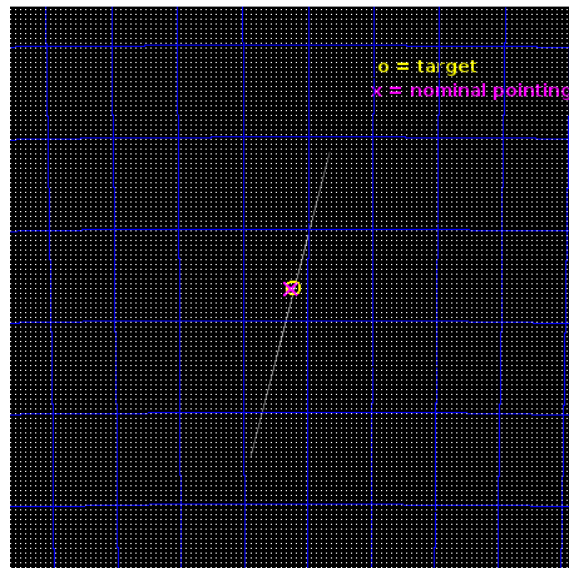 o = target
x = nominal pointing